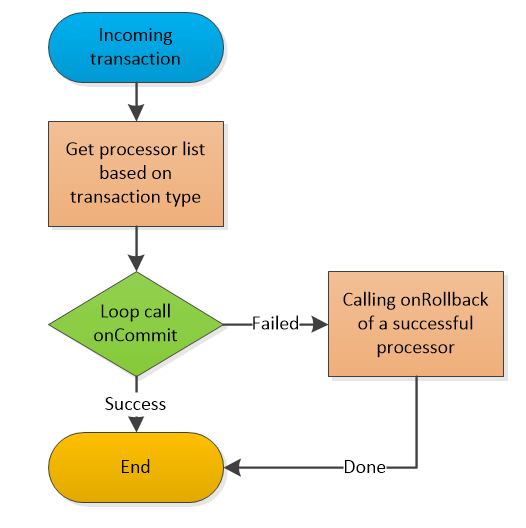 Incoming
transaction
Get processor list
based on
transaction type
Loop call
onCommit
Failed
Calling onRollback
of a successful
processor
Success
End
Done